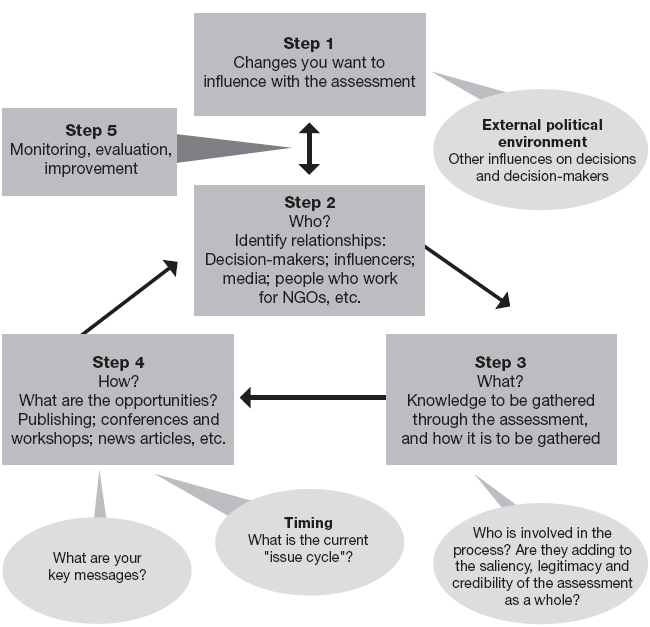 Step 1
Changes you want to
influence with the assessment
External political
environment
Other influences on decisions
and decision-makers
Step 5
Monitoring, evaluation,
improvement
Step 2
Who?
Identify relationships:
Decision-makers; influencers;
media; people who work
for NGOs, etc.
Step 4
How?
What are the opportunities?
Publishing; conferences and
workshops; news articles, etc.
Step 3
What?
Knowledge to be gathered
through the assessment,
and how it is to be gathered
What are your
key messages?
Timing
What is the current
"issue cycle"?
Who is involved in the
process? Are they adding to
the saliency, legitimacy and
credibility of the assessment
as a whole?